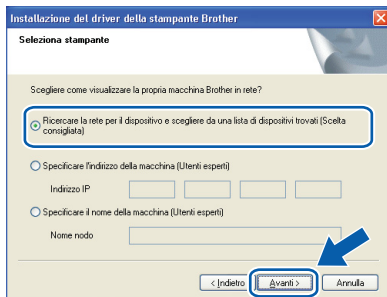 Installazione del driver della stampante Brother
Seleziona stampante
Scegliere come visualizzare la propria macchina Brother in rete?
Ricercare la rete per il dispositivo e scegliere da una lista di dispositivi trovati (Scelta
consigliata)
Specificare l'indirizzo della macchina (Utenti esperti)
Indirizzo IP
Specificare il nome della macchina (Utenti esperti)
Nome nodo
< Indietro Avanti > Annulla